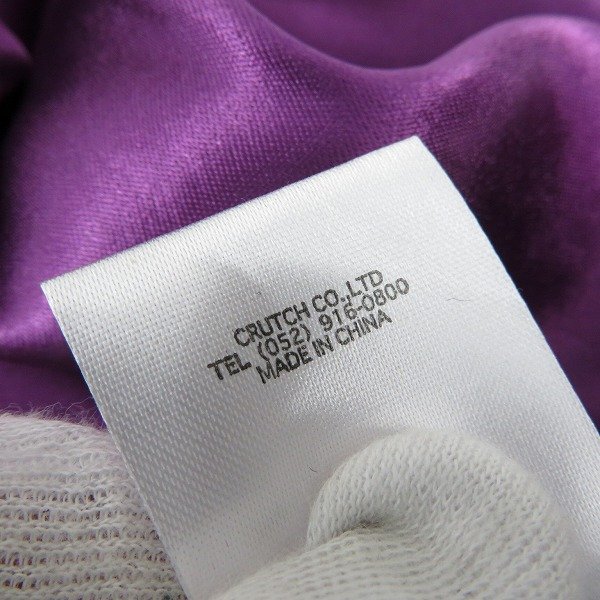 CRUTCH CO.,LTD
TEL (052) 916-0800
MADE IN CHINA